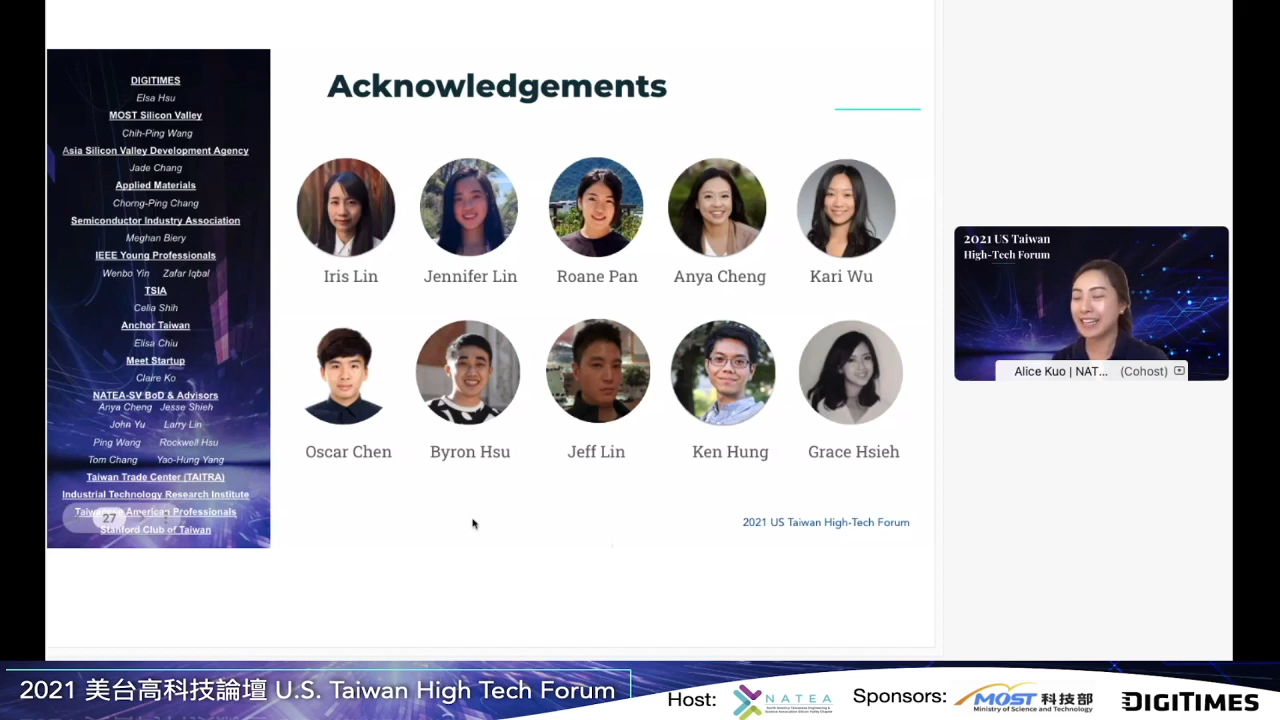 DIGITIMES
Elsa Hsu
MOST Silicon Valley
Chih-Ping Wang
Asia Silicon Valley Development Agency
Jade Chang
Applied Materials
Chorng-Ping Chang
Semiconductor Industry Association
Meghan Biery
IEEE Young Professionals
Wenbo Yin Zafar Iqbal
TSIA
Celia Shih
Anchor Taiwan
Elisa Chiu
Meet Startup
Claire Ko
NATEA-SV BoD & Advisors
Anya Cheng Jesse Shieh
John Yu Larry Lin
Ping Wang Rockwell Hsu
Tom Chang Yao-Hung Yang
Taiwan Trade Center (TAITRA)
Industrial Technology Research Institute
American Professionals
27
Stanford Club of Taiwan
Acknowledgements
Iris Lin Jennifer Lin Roane Pan Anya Cheng Kari Wu
Oscar Chen Byron Hsu Jeff Lin Ken Hung Grace Hsieh
2021 US Taiwan High-Tech Forum
2021 US Taiwan
High-Tech Forum
Alice Kuo | NAT... (Cohost)
2021 美台高科技論壇 U.S. Taiwan High Tech Forum
Host:
NATEA
Sponsors:
MOST 科技部
Ministry of Science and Technology
DIGITIMES